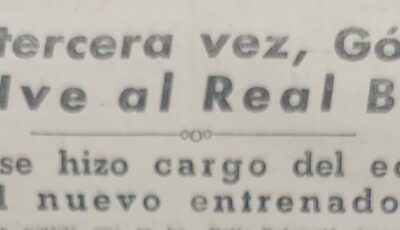 tercera vez, Gó
lve al Real B
se hizo cargo del e
l nuevo entrenado